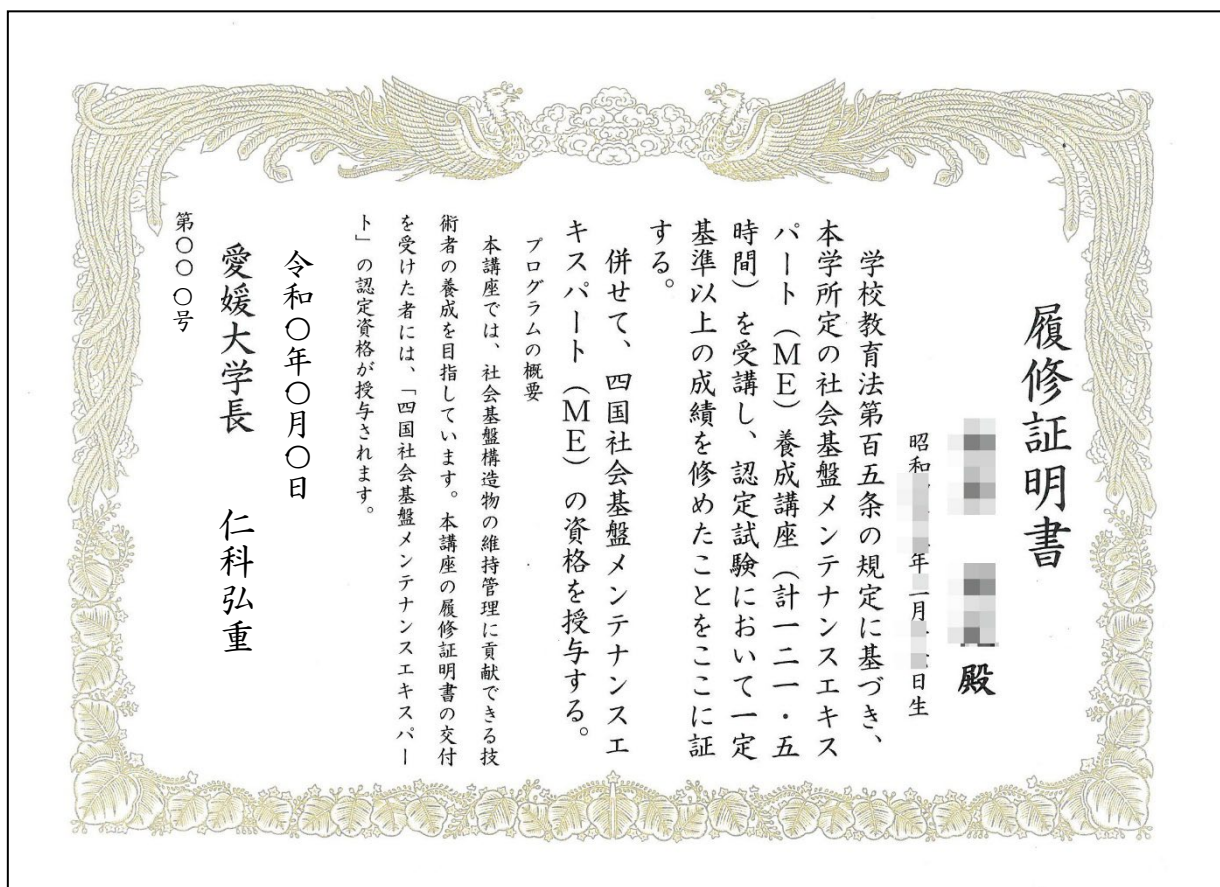 履修証明書
殿
昭和 年 月 日生
学校教育法第百五条の規定に基づき、
本学所定の社会基盤メンテナンスエキス
パート（ＭＥ）養成講座（計一二一・五
時間）を受講し、認定試験において一定
基準以上の成績を修めたことをここに証
する。
併せて、四国社会基盤メンテナンスエ
キスパート（ＭＥ）の資格を授与する。
プログラムの概要
本講座では、社会基盤構造物の維持管理に貢献できる技
術者の養成を目指しています。本講座の履修証明書の交付
を受けた者には、「四国社会基盤メンテナンスエキスパー
ト」の認定資格が授与されます。
令和〇年〇月〇日
愛媛大学長 仁科弘重
第〇〇〇号